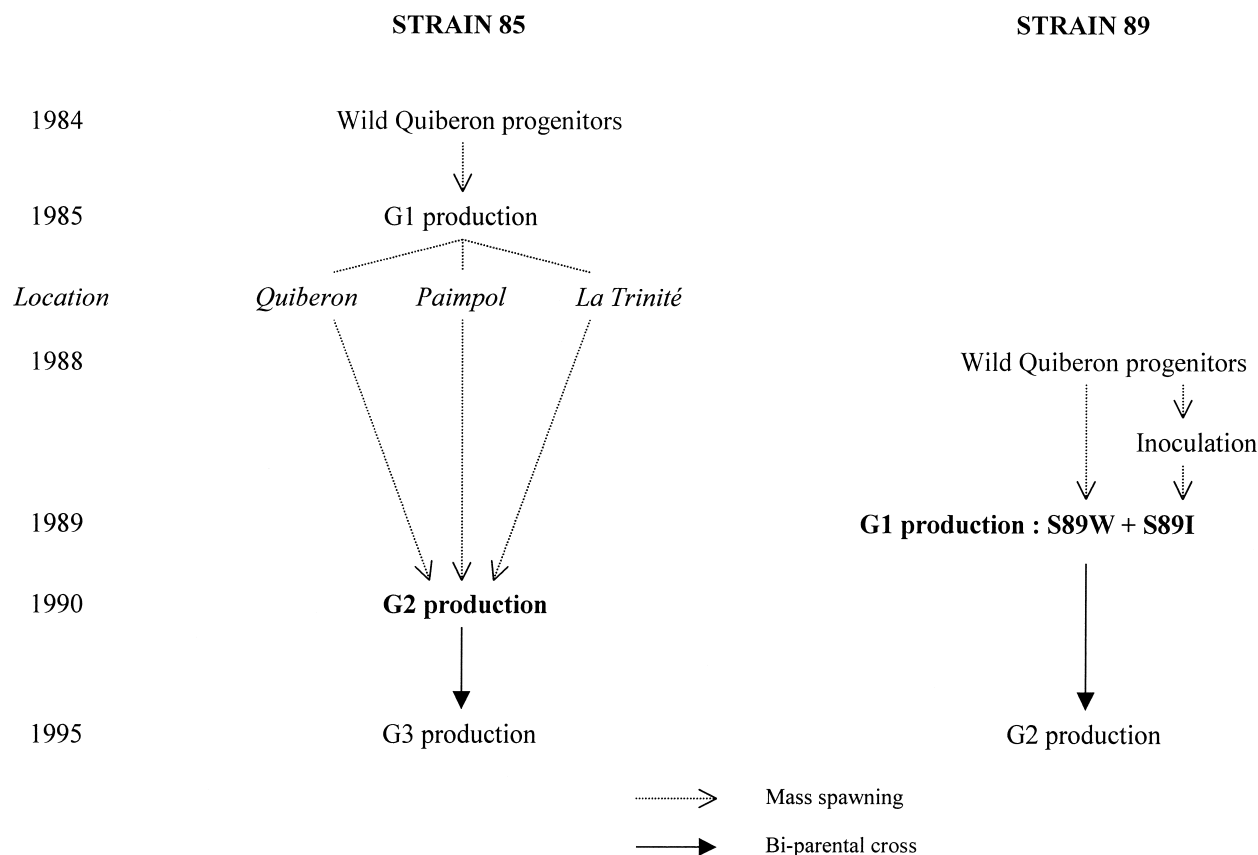 STRAIN 85 STRAIN 89
1984 Wild Quiberon progenitors
1985 G1 production
Location Quiberon Paimpol La Trinité
1988 Wild Quiberon progenitors
Inoculation
1989 G1 production : S89W + S89I
1990 G2 production
1995 G3 production G2 production
Mass spawning
Bi-parental cross